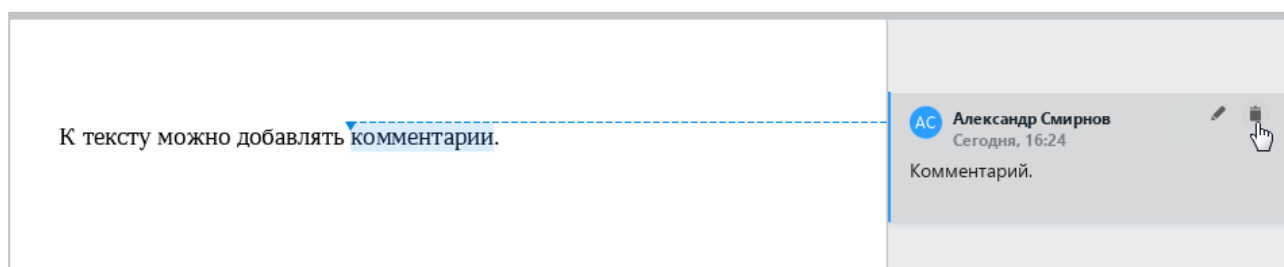 К тексту можно добавлять комментарии.
АС Александр Смирнов
Сегодня, 16:24
Комментарий.